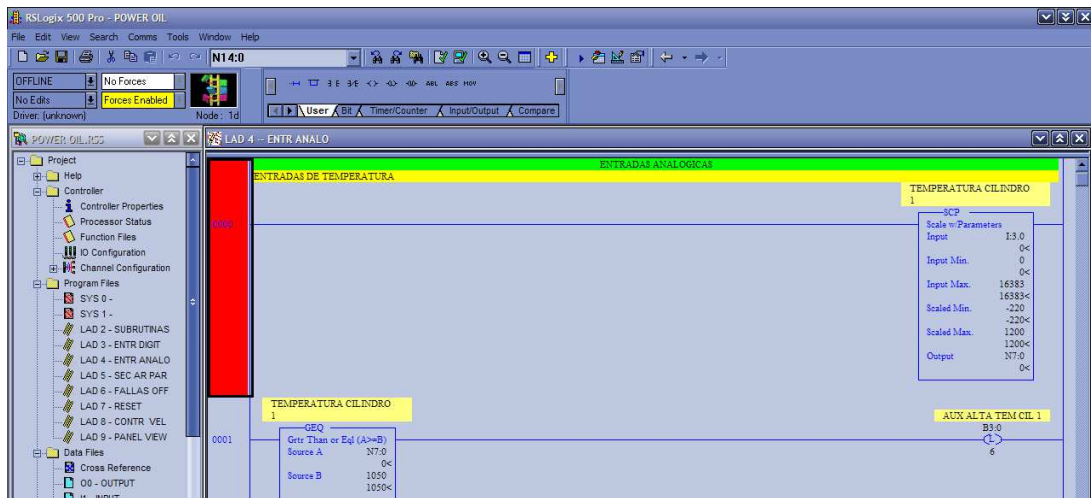 RSLogix 500 Pro - POWER OIL
File Edit View Search Comms Tools Window Help
N14:0
OFFLINE No Forces
No Edits Forces Enabled
Driver: (unknown) Node: 1d
ABL ABS MOV
User Bit Timer/Counter Input/Output Compare
POWER OIL.RSS
Project
Help
Controller
Controller Properties
Processor Status
Function Files
IO Configuration
Channel Configuration
Program Files
SYS 0 -
SYS 1 -
LAD 2 - SUBRUTINAS
LAD 3 - ENTR DIGIT
LAD 4 - ENTR ANALO
LAD 5 - SEC AR PAR
LAD 6 - FALLAS OFF
LAD 7 - RESET
LAD 8 - CONTR VEL
LAD 9 - PANEL VIEW
Data Files
Cross Reference
O0 - OUTPUT
I1 - INPUT
LAD 4 -- ENTR ANALO
ENTRADAS ANALOGICAS
ENTRADAS DE TEMPERATURA
0000
TEMPERATURA CILINDRO
1
SCP
Scale w/Parameters
Input I:3.0
0<
Input Min. 0
0<
Input Max. 16383
16383<
Scaled Min. -220
-220<
Scaled Max. 1200
1200<
Output N7:0
0<
TEMPERATURA CILINDRO
1
0001
GEQ
Grtr Than or Eql (A>=B)
Source A N7:0
0<
Source B 1050
1050<
AUX ALTA TEM CIL 1
B3:0
L
6